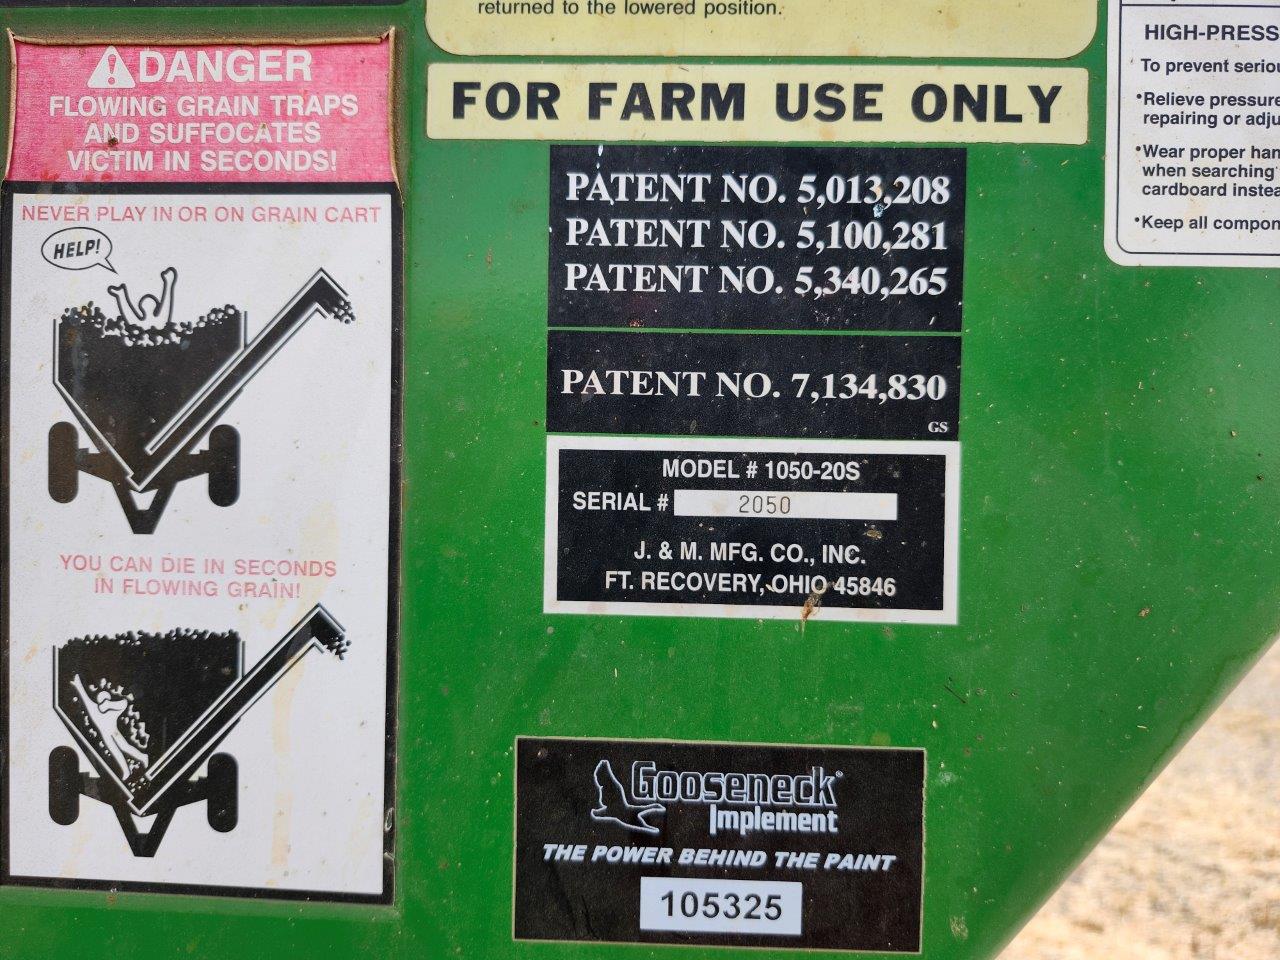 returned to the lowered position.
DANGER
FLOWING GRAIN TRAPS
AND SUFFOCATES
VICTIM IN SECONDS!
NEVER PLAY IN OR ON GRAIN CART
HELP!
YOU CAN DIE IN SECONDS
IN FLOWING GRAIN!
FOR FARM USE ONLY
PATENT NO. 5,013,208
PATENT NO. 5,100,281
PATENT NO. 5,340,265
PATENT NO. 7,134,830
GS
MODEL # 1050-20S
SERIAL # 2050
J. & M. MFG. CO., INC.
FT. RECOVERY, OHIO 45846
Gooseneck®
Implement
THE POWER BEHIND THE PAINT
105325
HIGH-PRESS
To prevent seriou
•Relieve pressure
repairing or adju
•Wear proper han
when searching
cardboard instea
•Keep all compon